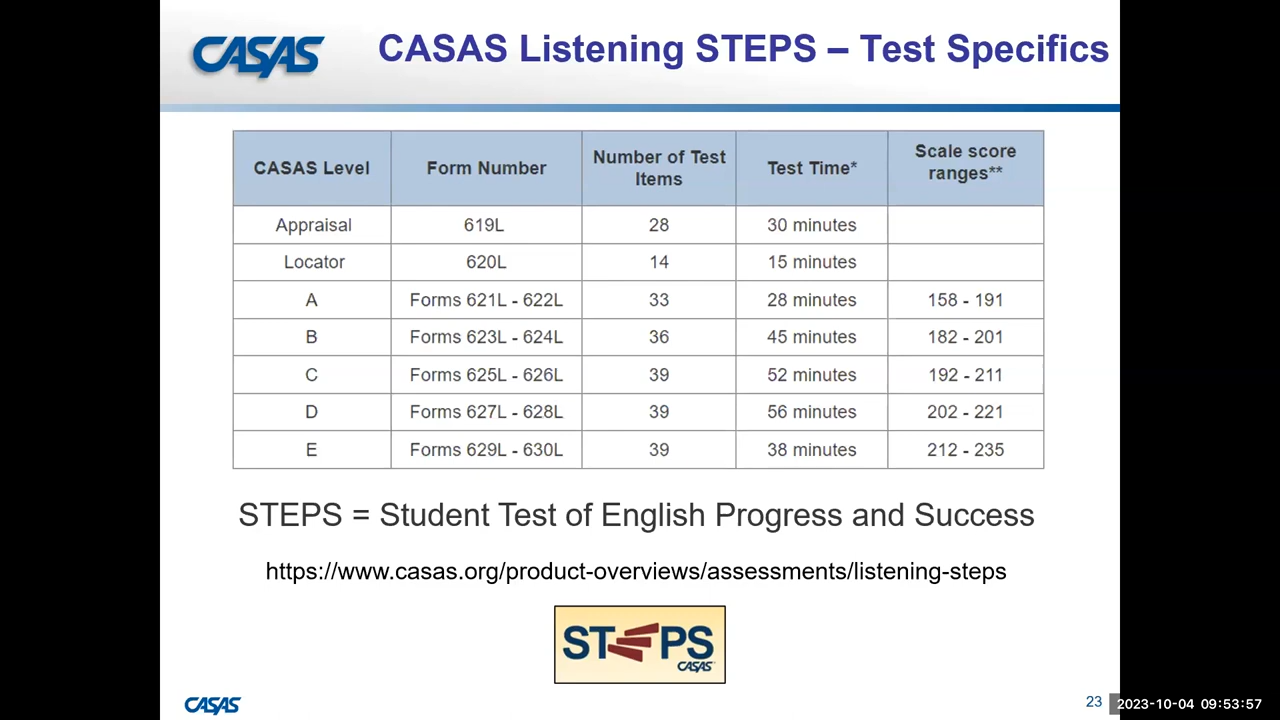 CASAS
CASAS Listening STEPS – Test Specifics
CASAS Level Form Number Number of Test Items Test Time* Scale score ranges**
Appraisal 619L 28 30 minutes
Locator 620L 14 15 minutes
A Forms 621L - 622L 33 28 minutes 158 - 191
B Forms 623L - 624L 36 45 minutes 182 - 201
C Forms 625L - 626L 39 52 minutes 192 - 211
D Forms 627L - 628L 39 56 minutes 202 - 221
E Forms 629L - 630L 39 38 minutes 212 - 235
STEPS = Student Test of English Progress and Success
https://www.casas.org/product-overviews/assessments/listening-steps
STEPS
CASAS
CASAS
23
2023-10-04 09:53:57